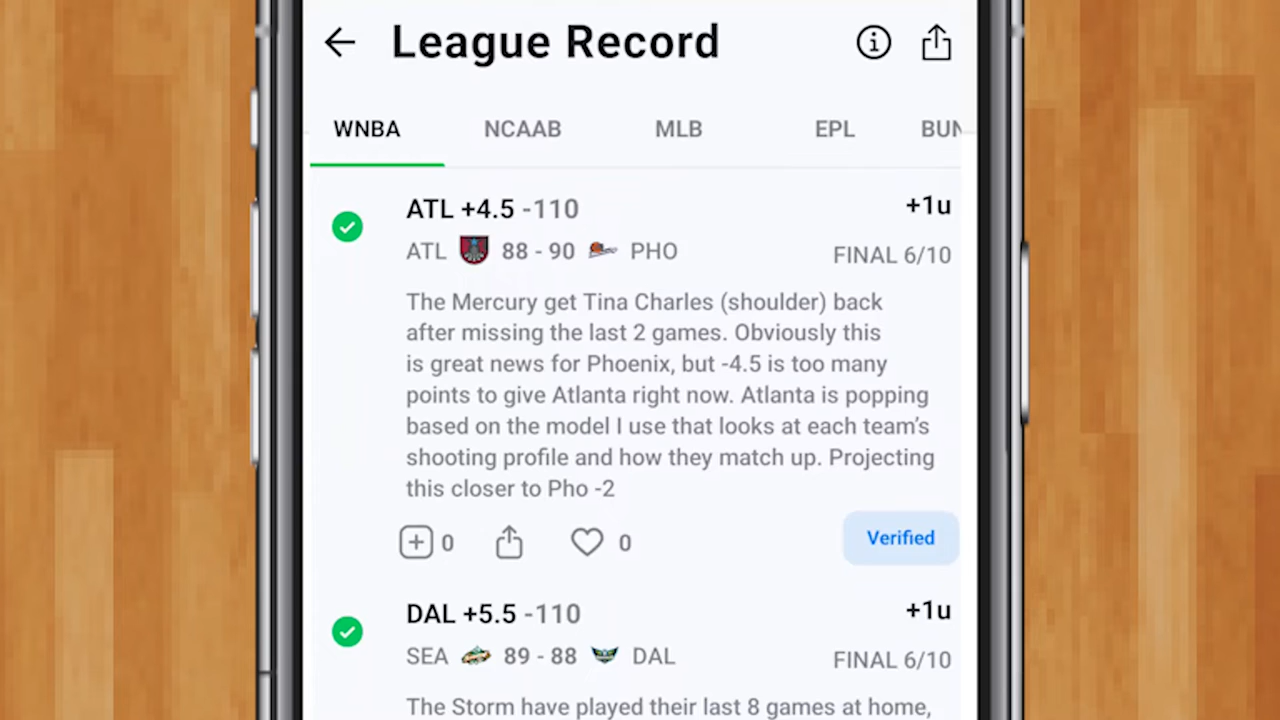 League Record
WNBA NCAAB MLB EPL BUN
ATL +4.5 -110 +1u
ATL 88 - 90 PHO FINAL 6/10
The Mercury get Tina Charles (shoulder) back
after missing the last 2 games. Obviously this
is great news for Phoenix, but -4.5 is too many
points to give Atlanta right now. Atlanta is popping
based on the model I use that looks at each team's
shooting profile and how they match up. Projecting
this closer to Pho -2
0 0 Verified
DAL +5.5 -110 +1u
SEA 89 - 88 DAL FINAL 6/10
The Storm have played their last 8 games at home,